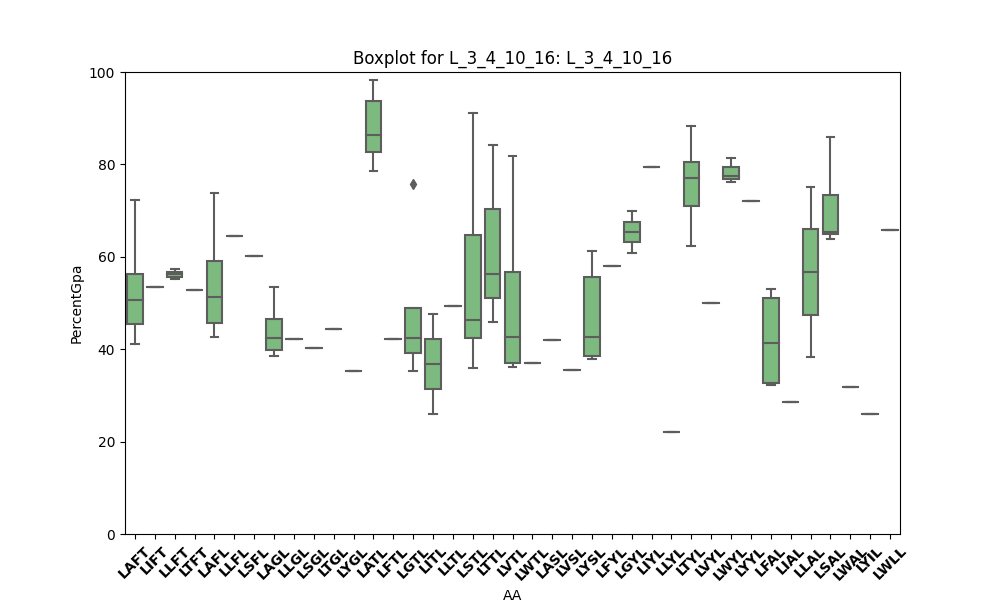 Boxplot for L_3_4_10_16: L_3_4_10_16
PercentGpa
100
80
60
40
20
0
LAFT LIFT LLFT LTFT LAFL LLFL LSFL LAGL LLGL LSGL LTGL LYGL LATL LFTL LGTL LITL LLTL LSTL LTTL LVTL LWTL LASL LVSL LYSL LFYL LGYL LIYL LLYL LTYL LVYL LWYL LYYL LFAL LIAL LLAL LSAL LWAL LYIL LWLL
AA